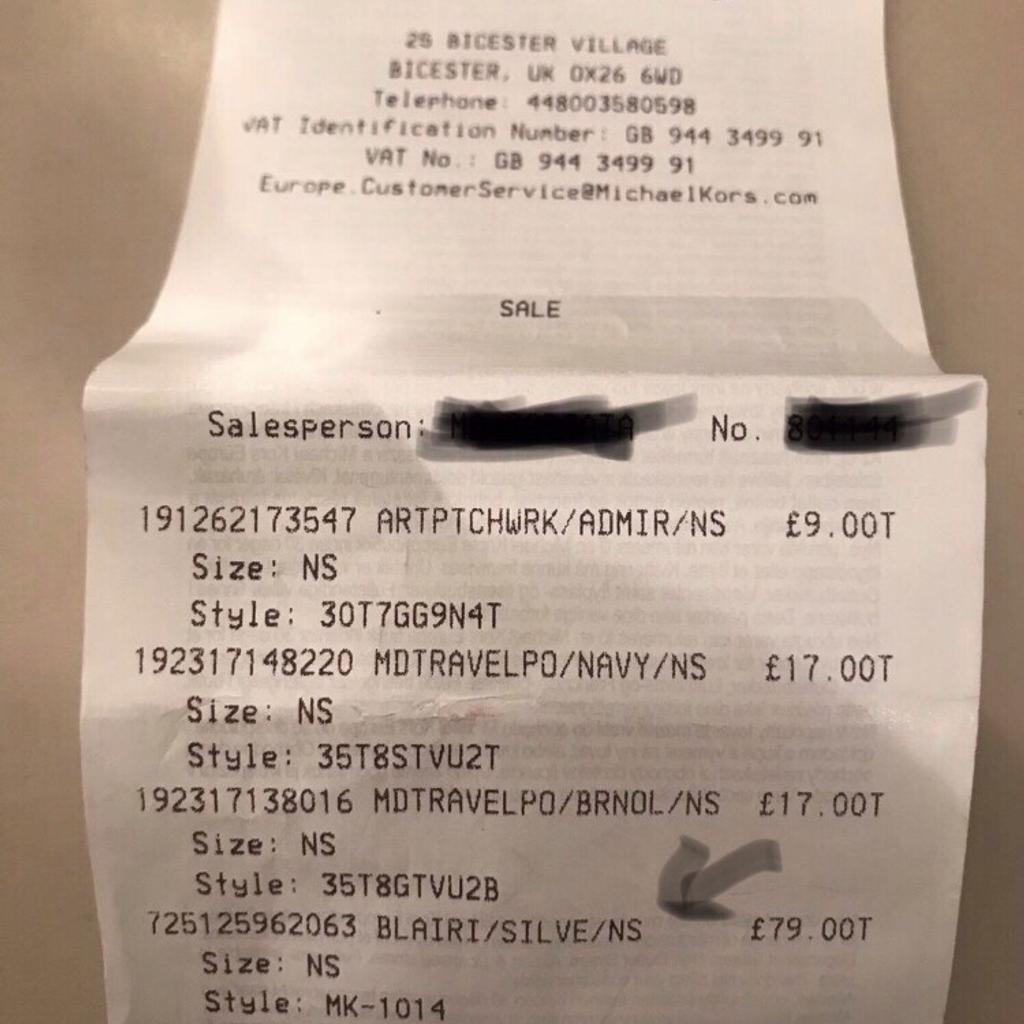 25 BICESTER VILLAGE
BICESTER, UK OX26 6WD
Telephone: 448003580598
VAT Identification Number: GB 944 3499 91
VAT No.: GB 944 3499 91
Europe.CustomerService@MichaelKors.com
SALE
Salesperson: No.
191262173547 ARTPTCHWRK/ADMIR/NS £9.00T
Size: NS
Style: 30T7GG9N4T
192317148220 MDTRAVELPO/NAVY/NS £17.00T
Size: NS
Style: 35T8STVU2T
192317138016 MDTRAVELPO/BRNOL/NS £17.00T
Size: NS
Style: 35T8GTVU2B
725125962063 BLAIRI/SILVE/NS £79.00T
Size: NS
Style: MK-1014